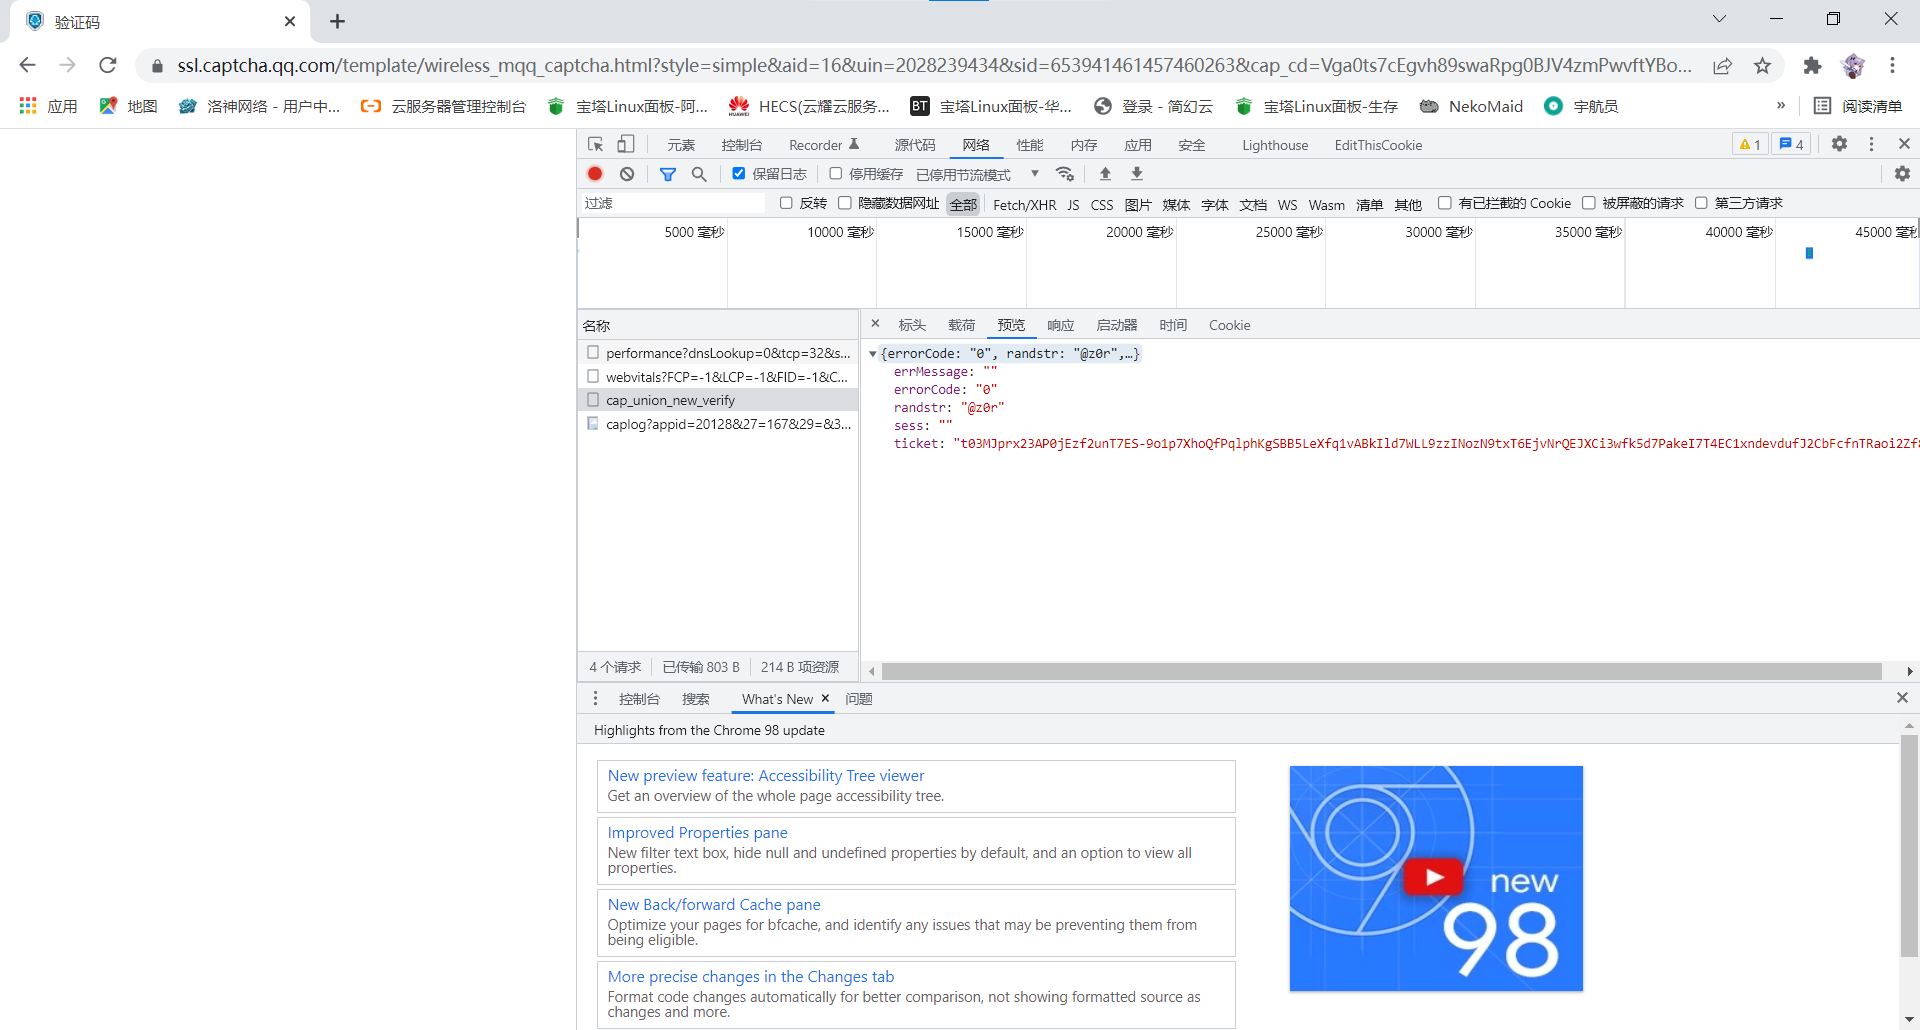 验证码
ssl.captcha.qq.com/template/wireless_mqq_captcha.html?style=simple&aid=16&uin=2028239434&sid=653941461457460263&cap_cd=Vga0ts7cEgvh89swaRpg0BJV4zmPwvftYBo...
应用 地图 洛神网络 - 用户中... 云服务器管理控制台 宝塔Linux面板-阿... HECS(云耀云服务... BT 宝塔Linux面板-华... 登录 - 简幻云 宝塔Linux面板-生存 NekoMaid 宇航员 » 阅读清单
元素 控制台 Recorder 源代码 网络 性能 内存 应用 安全 Lighthouse EditThisCookie 1 4
保留日志 停用缓存 已停用节流模式
过滤 反转 隐藏数据网址 全部 Fetch/XHR JS CSS 图片 媒体 字体 文档 WS Wasm 清单 其他 有已拦截的 Cookie 被屏蔽的请求 第三方请求
5000 毫秒 10000 毫秒 15000 毫秒 20000 毫秒 25000 毫秒 30000 毫秒 35000 毫秒 40000 毫秒 45000 毫秒
名称
标头 载荷 预览 响应 启动器 时间 Cookie
performance?dnsLookup=0&tcp=32&s...
webvitals?FCP=-1&LCP=-1&FID=-1&C...
cap_union_new_verify
caplog?appid=20128&27=167&29=&3...
{errorCode: "0", randstr: "@z0r",…}
errMessage: ""
errorCode: "0"
randstr: "@z0r"
sess: ""
ticket: "t03MJprx23AP0jEzf2unT7ES-9o1p7XhoQfPqlphKgSBB5LeXfq1vABkIld7WLL9zzINozN9txT6EjvNrQEJXCi3wfk5d7PakeI7T4EC1xndevdufJ2CbFcfnTRaoi2Zf
4 个请求 已传输 803 B 214 B 项资源
控制台 搜索 What's New 问题
Highlights from the Chrome 98 update
New preview feature: Accessibility Tree viewer
Get an overview of the whole page accessibility tree.
Improved Properties pane
New filter text box, hide null and undefined properties by default, and an option to view all
properties.
New Back/forward Cache pane
Optimize your pages for bfcache, and identify any issues that may be preventing them from
being eligible.
More precise changes in the Changes tab
Format code changes automatically for better comparison, not showing formatted source as
changes and more.
new
98